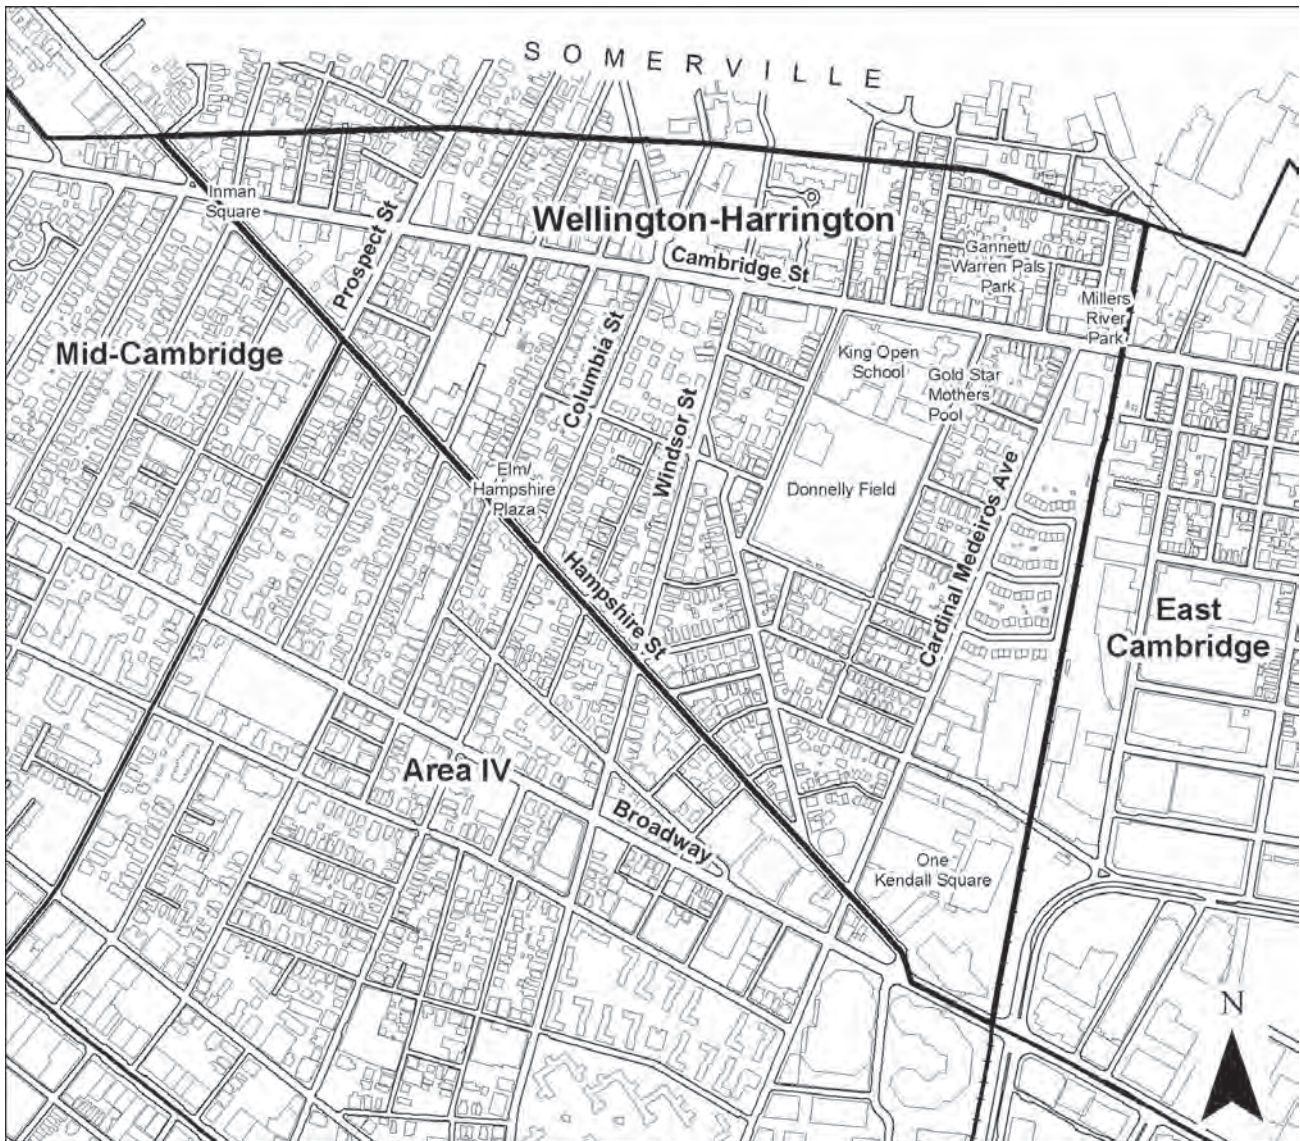 SOMERVILLE
Inman
Square
Prospect St
Wellington-Harrington
Cambridge St
Gannett/
Warren Pals
Park
Millers
River
Park
Mid-Cambridge
Columbia St
King Open
School
Gold Star
Mothers
Pool
Windsor St
Elm/
Hampshire
Plaza
Donnelly Field
Cardinal Medeiros Ave
Hampshire St
East
Cambridge
Area IV
Broadway
One
Kendall Square
N